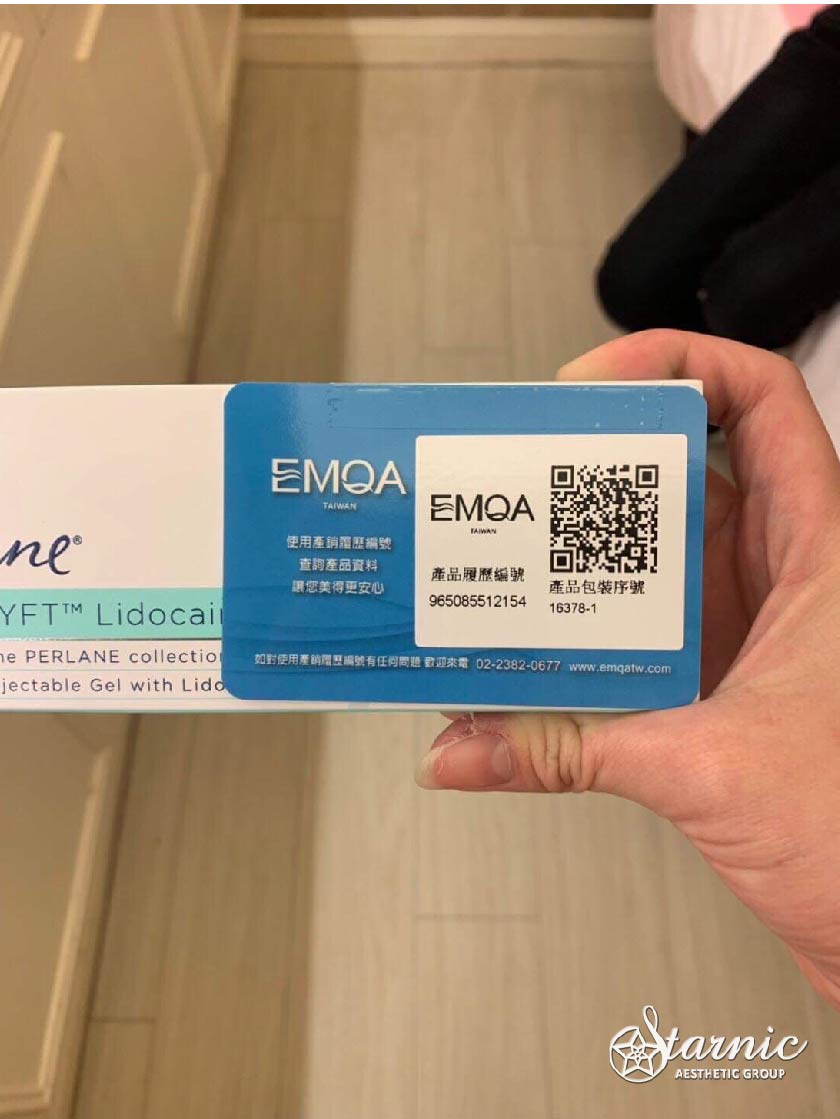 ne®
YFT™ Lidocai
ne PERLANE collection
jectable Gel with Lido
EMQA
TAIWAN
使用產銷履歷編號
查詢產品資料
讓您美得更安心
EMQA
TAIWAN
產品履歷編號
965085512154
產品包裝序號
16378-1
如對使用產銷履歷編號有任何問題 歡迎來電 02-2382-0677 www.emqatw.com
Starnic
AESTHETIC GROUP